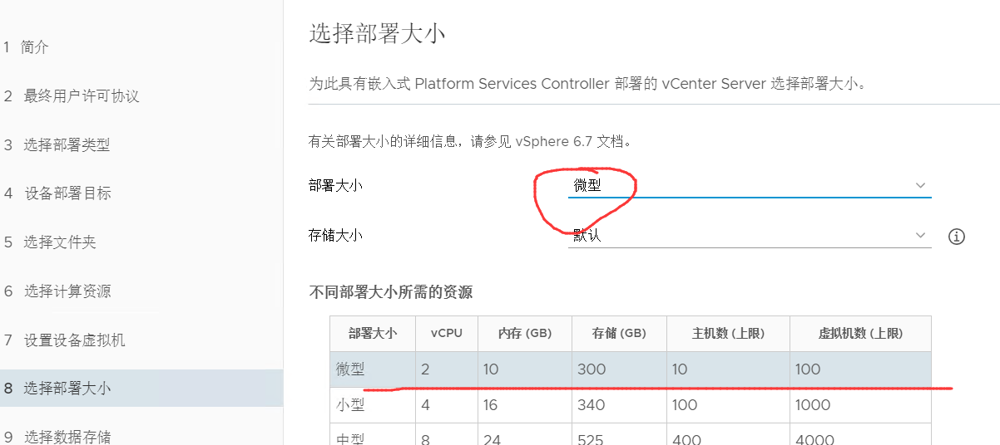 选择部署大小
1 简介
为此具有嵌入式 Platform Services Controller 部署的 vCenter Server 选择部署大小。
2 最终用户许可协议
3 选择部署类型
有关部署大小的详细信息，请参见 vSphere 6.7 文档。
4 设备部署目标
部署大小 微型
5 选择文件夹
存储大小 默认
6 选择计算资源
不同部署大小所需的资源
7 设置设备虚拟机
部署大小 vCPU 内存 (GB) 存储 (GB) 主机数 (上限) 虚拟机数 (上限)
微型 2 10 300 10 100
8 选择部署大小
小型 4 16 340 100 1000
9 选择数据存储
中型 8 24 525 400 4000